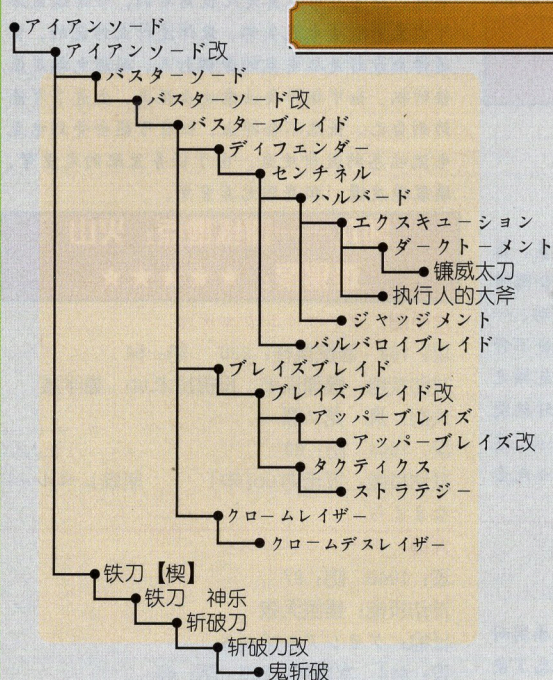 アイアンソード
アイアンソード改
バスターソード
バスターソード改
バスターブレイド
ディフェンダー
センチネル
ハルバード
エクスキューション
ダークトーメント
镰威太刀
执行人的大斧
ジャッジメント
バルバロイブレイド
ブレイズブレイド
ブレイズブレイド改
アッパーブレイズ
アッパーブレイズ改
タクティクス
ストラテジー
クロームレイザー
クロームデスレイザー
铁刀【楔】
铁刀 神乐
斩破刀
斩破刀改
鬼斩破